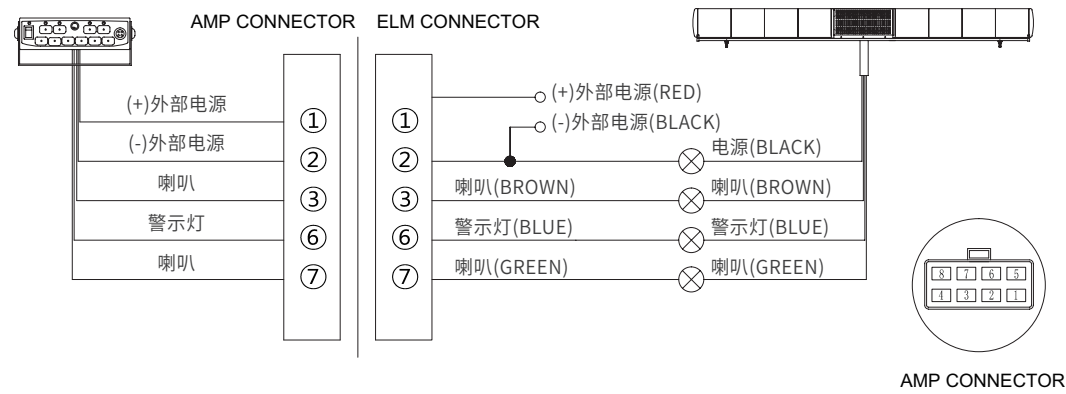 AMP CONNECTOR
ELM CONNECTOR
(+)外部电源
①
(-)外部电源
②
喇叭
③
警示灯
⑥
喇叭
⑦
①
(+)外部电源(RED)
(-)外部电源(BLACK)
②
电源(BLACK)
③
喇叭(BROWN)
喇叭(BROWN)
⑥
警示灯(BLUE)
警示灯(BLUE)
⑦
喇叭(GREEN)
喇叭(GREEN)
8 7 6 5
4 3 2 1
AMP CONNECTOR